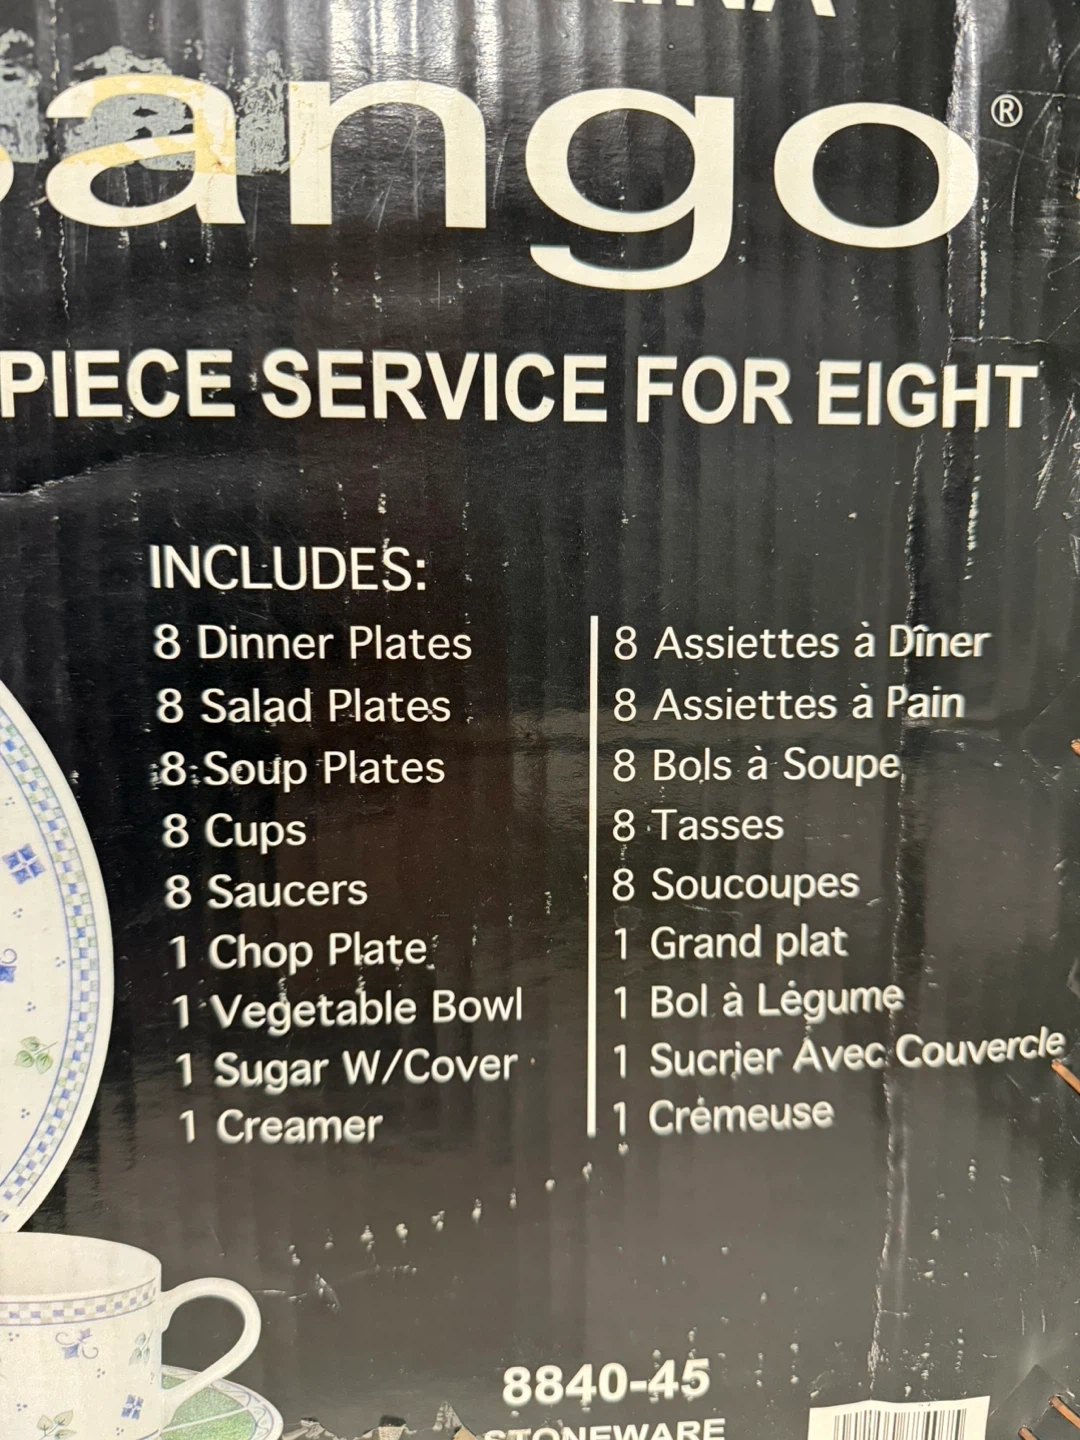 sango®
PIECE SERVICE FOR EIGHT
INCLUDES:
8 Dinner Plates
8 Salad Plates
8 Soup Plates
8 Cups
8 Saucers
1 Chop Plate
1 Vegetable Bowl
1 Sugar W/Cover
1 Creamer
8 Assiettes à Dîner
8 Assiettes à Pain
8 Bols à Soupe
8 Tasses
8 Soucoupes
1 Grand plat
1 Bol à Légume
1 Sucrier Avec Couvercle
1 Crémeuse
8840-45
STONEWARE